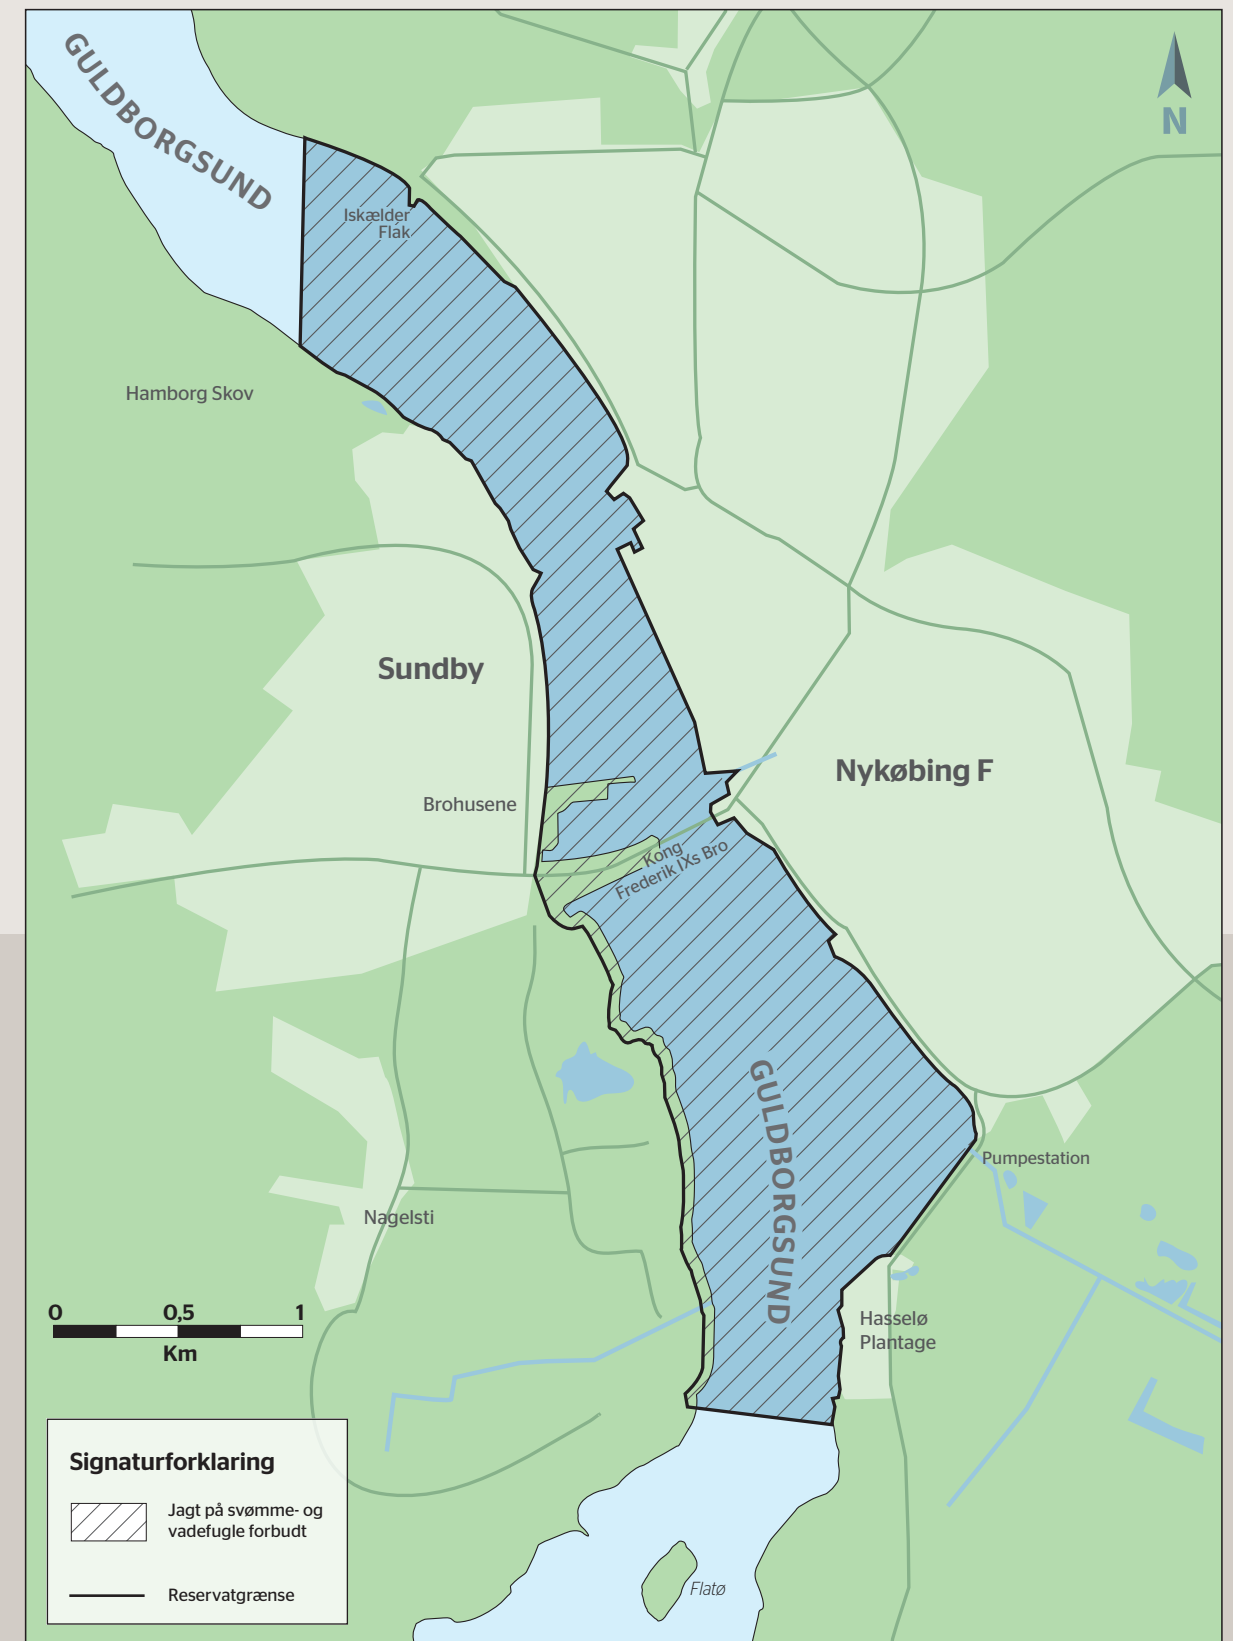 GULDBORGSUND
N
Iskælder
Flak
Hamborg Skov
Sundby
Nykøbing F
Brohusene
Kong
Frederik IXs Bro
GULDBORGSUND
Pumpestation
Nagelsti
Hasselø
Plantage
0 0,5 1
Km
Signaturforklaring
Jagt på svømme- og
vadefugle forbudt
Reservatgrænse
Flatø